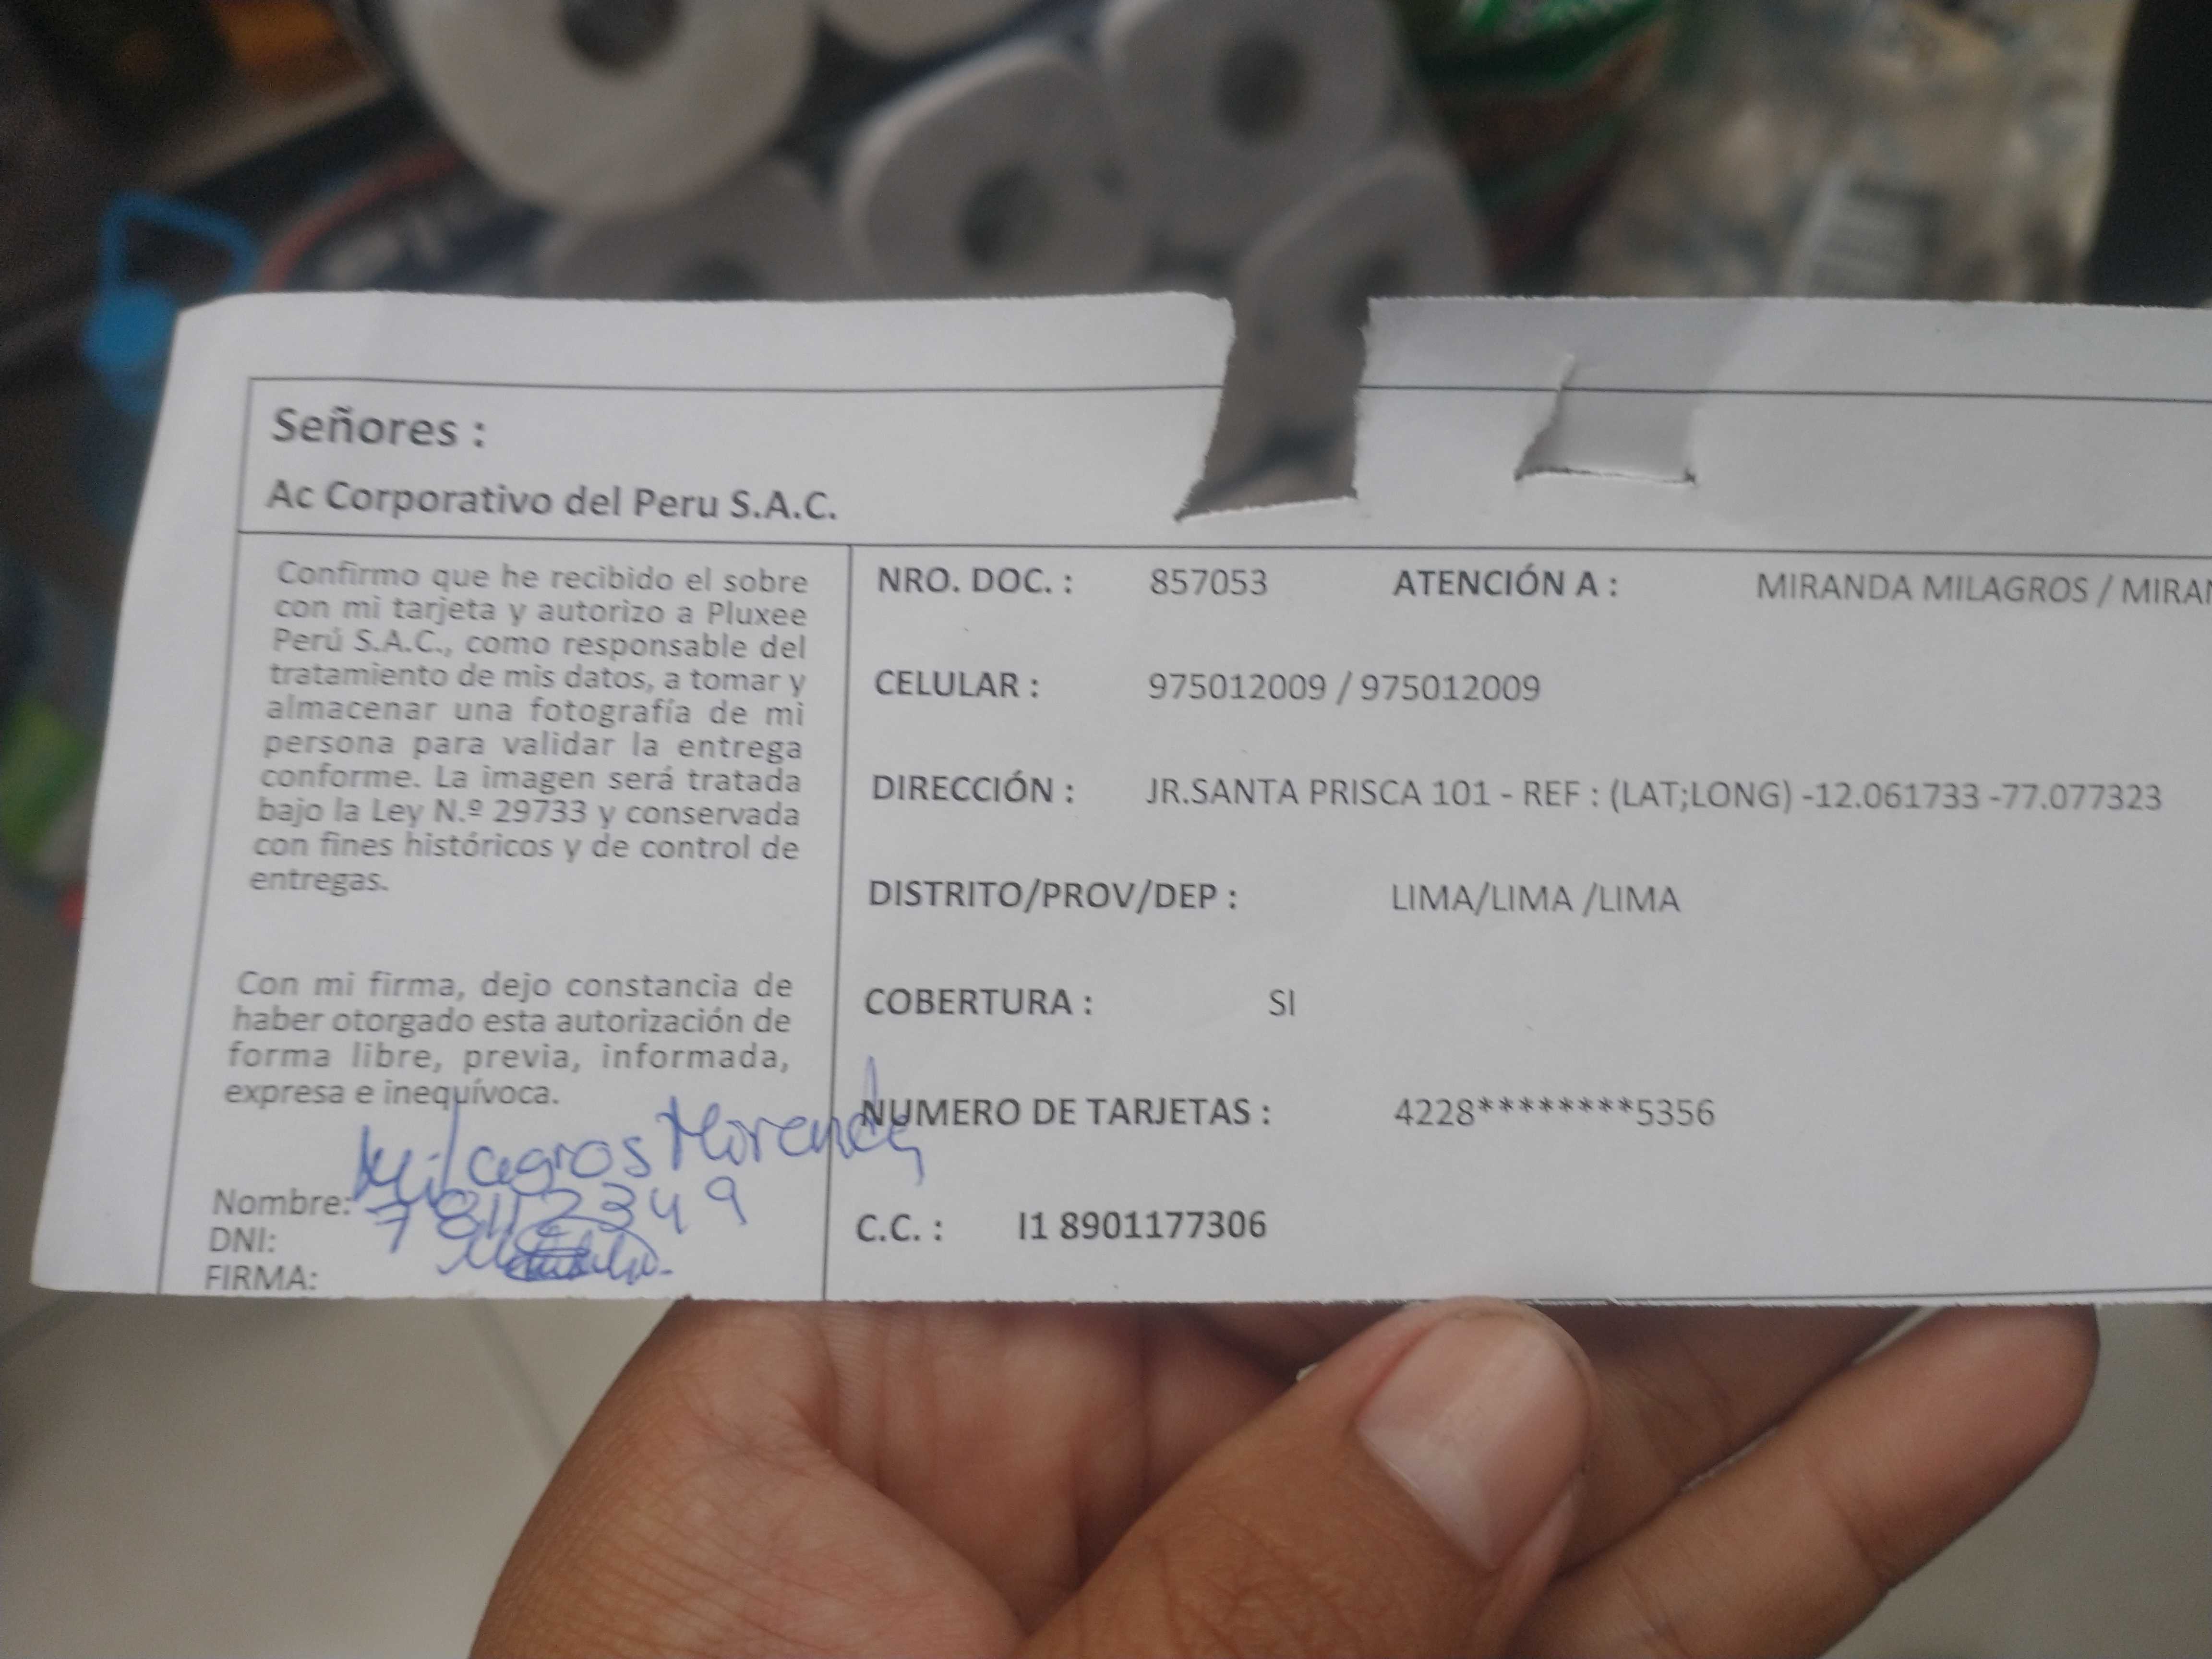 Señores :
Ac Corporativo del Peru S.A.C.
Confirmo que he recibido el sobre
con mi tarjeta y autorizo a Pluxee
Perú S.A.C., como responsable del
tratamiento de mis datos, a tomar y
almacenar una fotografía de mi
persona para validar la entrega
conforme. La imagen será tratada
bajo la Ley N.º 29733 y conservada
con fines históricos y de control de
entregas.
Con mi firma, dejo constancia de
haber otorgado esta autorización de
forma libre, previa, informada,
expresa e inequívoca.
Nombre: Milagros
DNI:
FIRMA:
NRO. DOC. : 857053 ATENCIÓN A : MIRANDA MILAGROS / MIRAN
CELULAR : 975012009 / 975012009
DIRECCIÓN : JR.SANTA PRISCA 101 - REF : (LAT;LONG) -12.061733 -77.077323
DISTRITO/PROV/DEP : LIMA/LIMA /LIMA
COBERTURA : SI
NUMERO DE TARJETAS : 4228********5356
C.C. : I1 8901177306